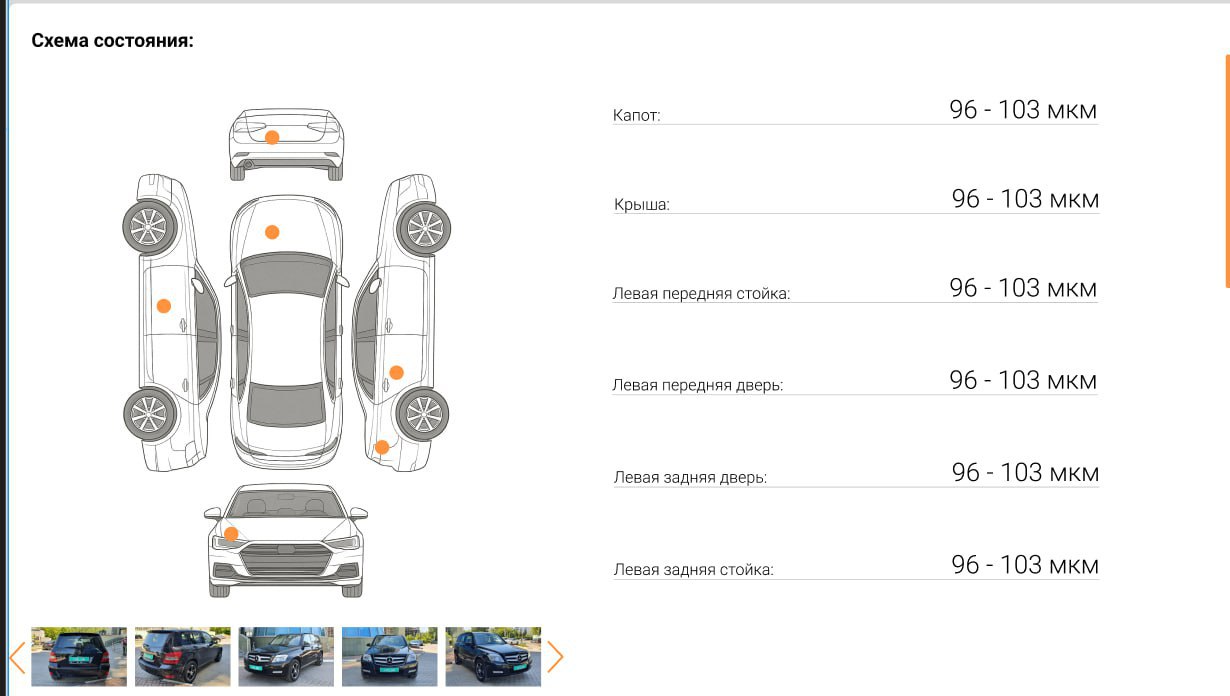 Схема состояния:
Капот: 96 - 103 мкм
Крыша: 96 - 103 мкм
Левая передняя стойка: 96 - 103 мкм
Левая передняя дверь: 96 - 103 мкм
Левая задняя дверь: 96 - 103 мкм
Левая задняя стойка: 96 - 103 мкм